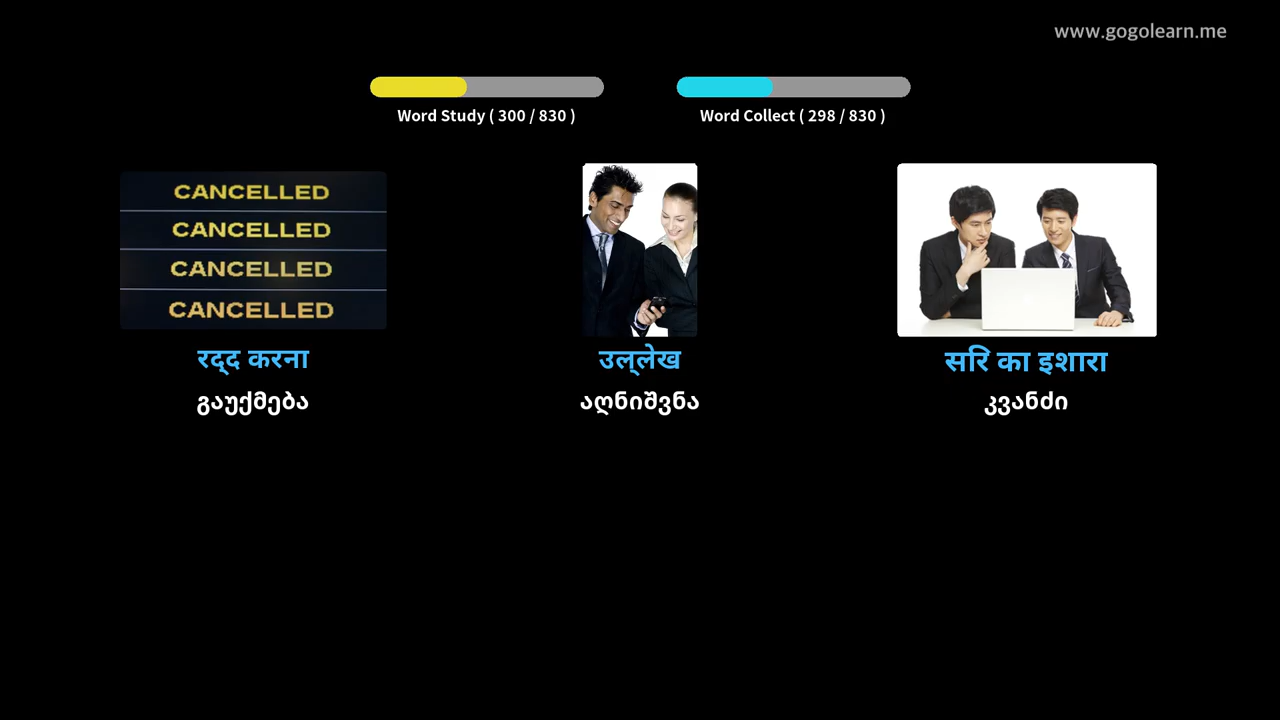 www.gogolearn.me
Word Study ( 300 / 830 )
Word Collect ( 298 / 830 )
CANCELLED
CANCELLED
CANCELLED
CANCELLED
रद्द करना
गაუქმება
उल्लेख
აღნიშვნა
सरि का इशारा
კვანძი